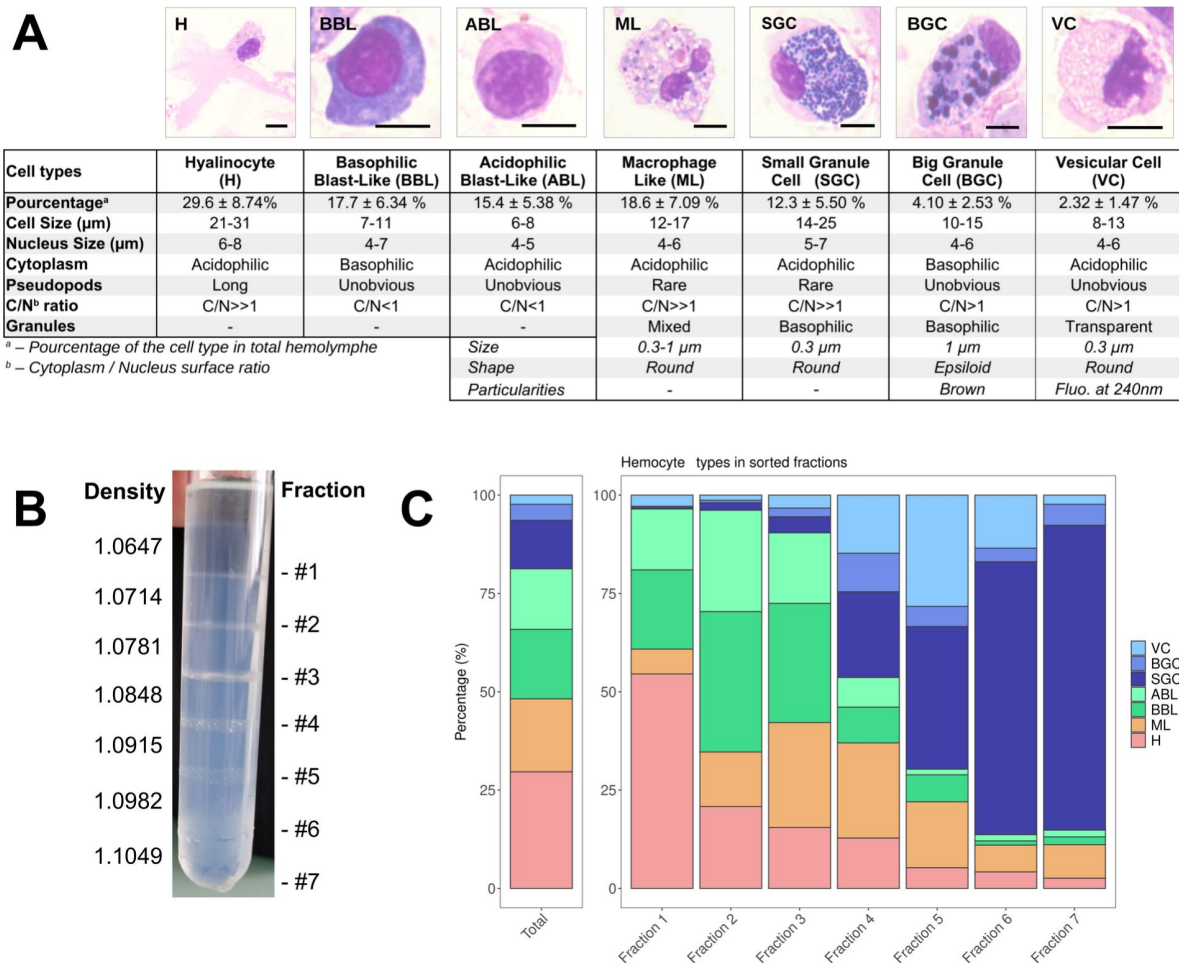 A
H BBL ABL ML SGC BGC VC
Cell types Hyalinocyte (H) Basophilic Blast-Like (BBL) Acidophilic Blast-Like (ABL) Macrophage Like (ML) Small Granule Cell (SGC) Big Granule Cell (BGC) Vesicular Cell (VC)
Pourcentageᵃ 29.6 ± 8.74% 17.7 ± 6.34 % 15.4 ± 5.38 % 18.6 ± 7.09 % 12.3 ± 5.50 % 4.10 ± 2.53 % 2.32 ± 1.47 %
Cell Size (µm) 21-31 7-11 6-8 12-17 14-25 10-15 8-13
Nucleus Size (µm) 6-8 4-7 4-5 4-6 5-7 4-6 4-6
Cytoplasm Acidophilic Basophilic Acidophilic Acidophilic Acidophilic Basophilic Acidophilic
Pseudopods Long Unobvious Unobvious Rare Rare Unobvious Unobvious
C/Nᵇ ratio C/N>>1 C/N<1 C/N<1 C/N>>1 C/N>>1 C/N>1 C/N>1
Granules - - - Mixed Basophilic Basophilic Transparent
ᵃ – Pourcentage of the cell type in total hemolymphe Size 0.3-1 µm 0.3 µm 1 µm 0.3 µm
ᵇ – Cytoplasm / Nucleus surface ratio Shape Round Round Epsiloid Round
Particularities - - Brown Fluo. at 240nm
B
Density Fraction
1.0647
- #1
1.0714
- #2
1.0781
- #3
1.0848
- #4
1.0915
- #5
1.0982
- #6
1.1049
- #7
C
Hemocyte types in sorted fractions
Percentage (%)
100 100
75 75
50 50
25 25
0 0
Total Fraction 1 Fraction 2 Fraction 3 Fraction 4 Fraction 5 Fraction 6 Fraction 7
VC
BGC
SGC
ABL
BBL
ML
H